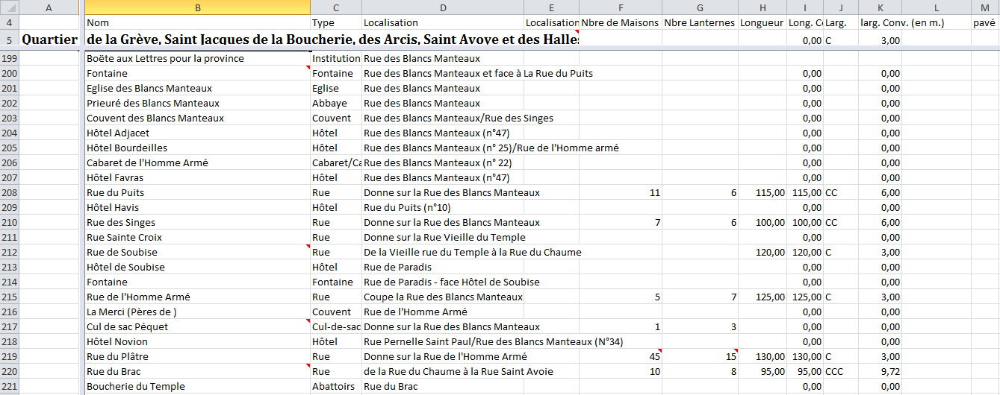 A B C D E F G H I J K L M
4 Nom Type Localisation Localisation Nbre de Maisons Nbre Lanternes Longueur Long. C Larg. larg. Conv. (en m.) pavé
5 Quartier de la Grève, Saint Jacques de la Boucherie, des Arcis, Saint Avoye et des Halles 0,00 C 3,00
199 Boëte aux Lettres pour la province Institution Rue des Blancs Manteaux
200 Fontaine Fontaine Rue des Blancs Manteaux et face à La Rue du Puits 0,00 0,00
201 Eglise des Blancs Manteaux Eglise Rue des Blancs Manteaux 0,00 0,00
202 Prieuré des Blancs Manteaux Abbaye Rue des Blancs Manteaux 0,00 0,00
203 Couvent des Blancs Manteaux Couvent Rue des Blancs Manteaux/Rue des Singes 0,00 0,00
204 Hôtel Adjacet Hôtel Rue des Blancs Manteaux (n°47) 0,00 0,00
205 Hôtel Bourdeilles Hôtel Rue des Blancs Manteaux (n° 25)/Rue de l'Homme armé 0,00 0,00
206 Cabaret de l'Homme Armé Cabaret/Ca Rue des Blancs Manteaux (n° 22) 0,00 0,00
207 Hôtel Favras Hôtel Rue des Blancs Manteaux (n°47) 0,00 0,00
208 Rue du Puits Rue Donne sur la Rue des Blancs Manteaux 11 6 115,00 115,00 CC 6,00
209 Hôtel Havis Hôtel Rue du Puits (n°10) 0,00 0,00
210 Rue des Singes Rue Donne sur la Rue des Blancs Manteaux 7 6 100,00 100,00 CC 6,00
211 Rue Sainte Croix Rue Donne sur la Rue Vieille du Temple 0,00 0,00
212 Rue de Soubise Rue De la Vieille rue du Temple à la Rue du Chaume 120,00 120,00 C 3,00
213 Hôtel de Soubise Hôtel Rue de Paradis 0,00 0,00
214 Fontaine Fontaine Rue de Paradis - face Hôtel de Soubise 0,00 0,00
215 Rue de l'Homme Armé Rue Coupe la Rue des Blancs Manteaux 5 7 125,00 125,00 C 3,00
216 La Merci (Pères de ) Couvent Rue de l'Homme Armé 0,00 0,00
217 Cul de sac Péquet Cul-de-sac Donne sur la Rue des Blancs Manteaux 1 3 0,00 0,00
218 Hôtel Novion Hôtel Rue Pernelle Saint Paul/Rue des Blancs Manteaux (N°34) 0,00 0,00
219 Rue du Plâtre Rue Donne sur la Rue de l'Homme Armé 45 15 130,00 130,00 C 3,00
220 Rue du Brac Rue de la Rue du Chaume à la Rue Saint Avoie 10 8 95,00 95,00 CCC 9,72
221 Boucherie du Temple Abattoirs Rue du Brac 0,00 0,00